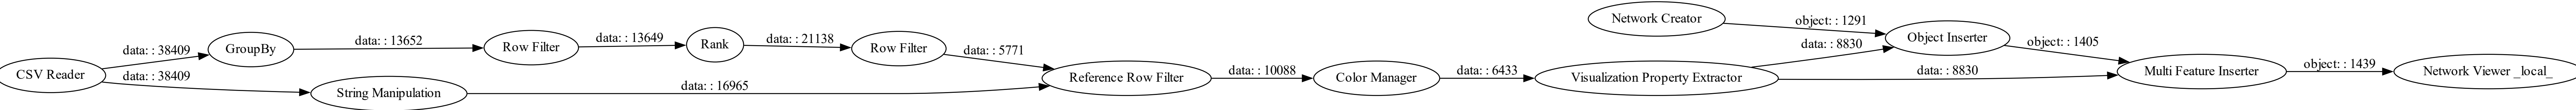 CSV Reader
data: : 38409
data: : 38409
GroupBy
String Manipulation
data: : 13652
data: : 16965
Row Filter
data: : 13649
Rank
data: : 21138
Row Filter
data: : 5771
Reference Row Filter
data: : 10088
Color Manager
data: : 6433
Network Creator
Visualization Property Extractor
object: : 1291
data: : 8830
data: : 8830
Object Inserter
object: : 1405
Multi Feature Inserter
object: : 1439
Network Viewer _local_